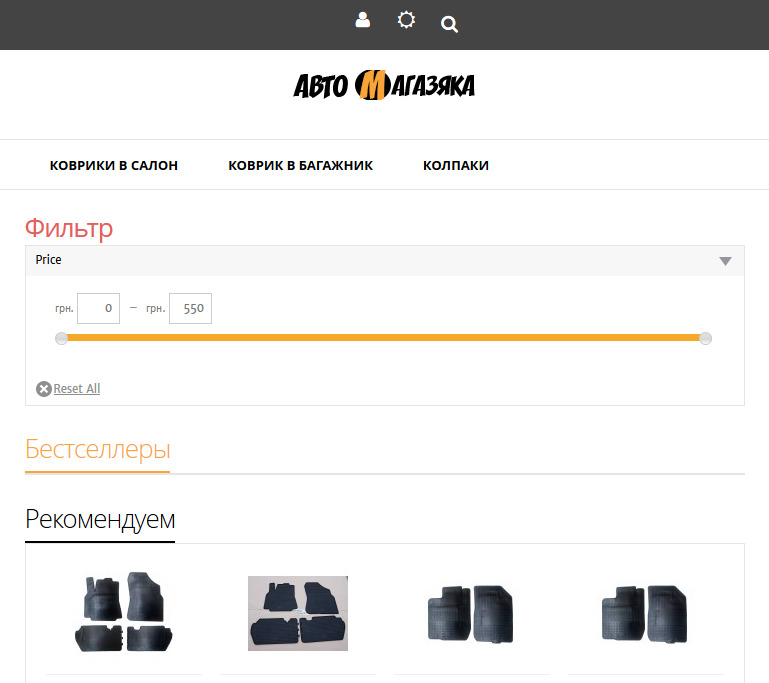 АВТО МАГАЗЯКА
КОВРИКИ В САЛОН КОВРИК В БАГАЖНИК КОЛПАКИ
Фильтр
Price
грн. 0 – грн. 550
Reset All
Бестселлеры
Рекомендуем